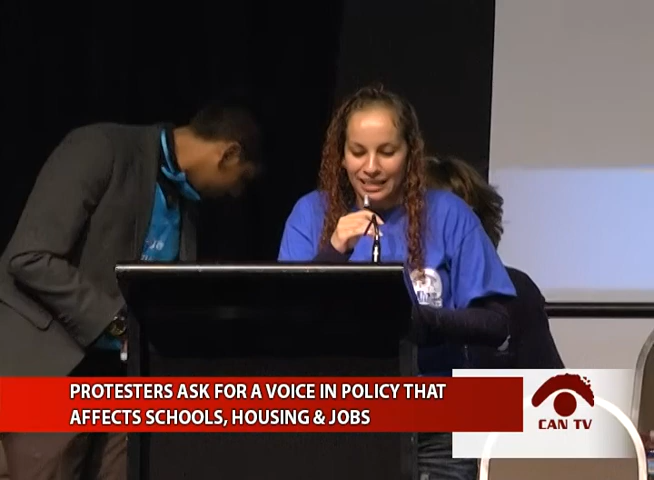 PROTESTERS ASK FOR A VOICE IN POLICY THAT
AFFECTS SCHOOLS, HOUSING & JOBS
CAN TV